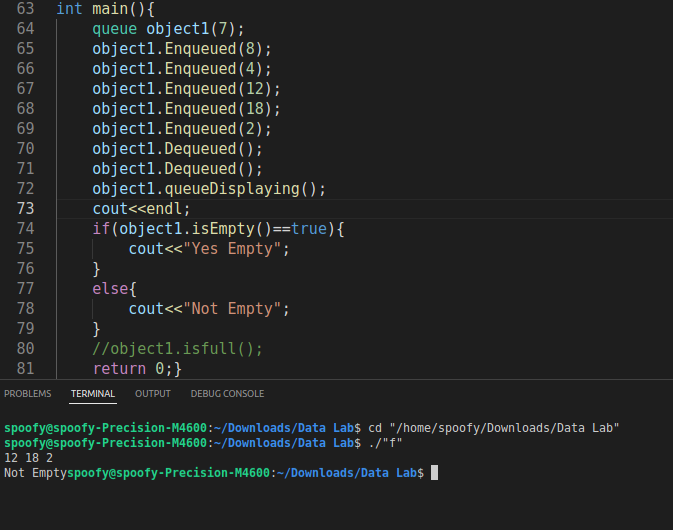 63 int main(){
64 queue object1(7);
65 object1.Enqueued(8);
66 object1.Enqueued(4);
67 object1.Enqueued(12);
68 object1.Enqueued(18);
69 object1.Enqueued(2);
70 object1.Dequeued();
71 object1.Dequeued();
72 object1.queueDisplaying();
73 cout<<endl;
74 if(object1.isEmpty()==true){
75 cout<<"Yes Empty";
76 }
77 else{
78 cout<<"Not Empty";
79 }
80 //object1.isfull();
81 return 0;}
PROBLEMS TERMINAL OUTPUT DEBUG CONSOLE
spoofy@spoofy-Precision-M4600:~/Downloads/Data Lab$ cd "/home/spoofy/Downloads/Data Lab"
spoofy@spoofy-Precision-M4600:~/Downloads/Data Lab$ ./"f"
12 18 2
Not Emptyspoofy@spoofy-Precision-M4600:~/Downloads/Data Lab$